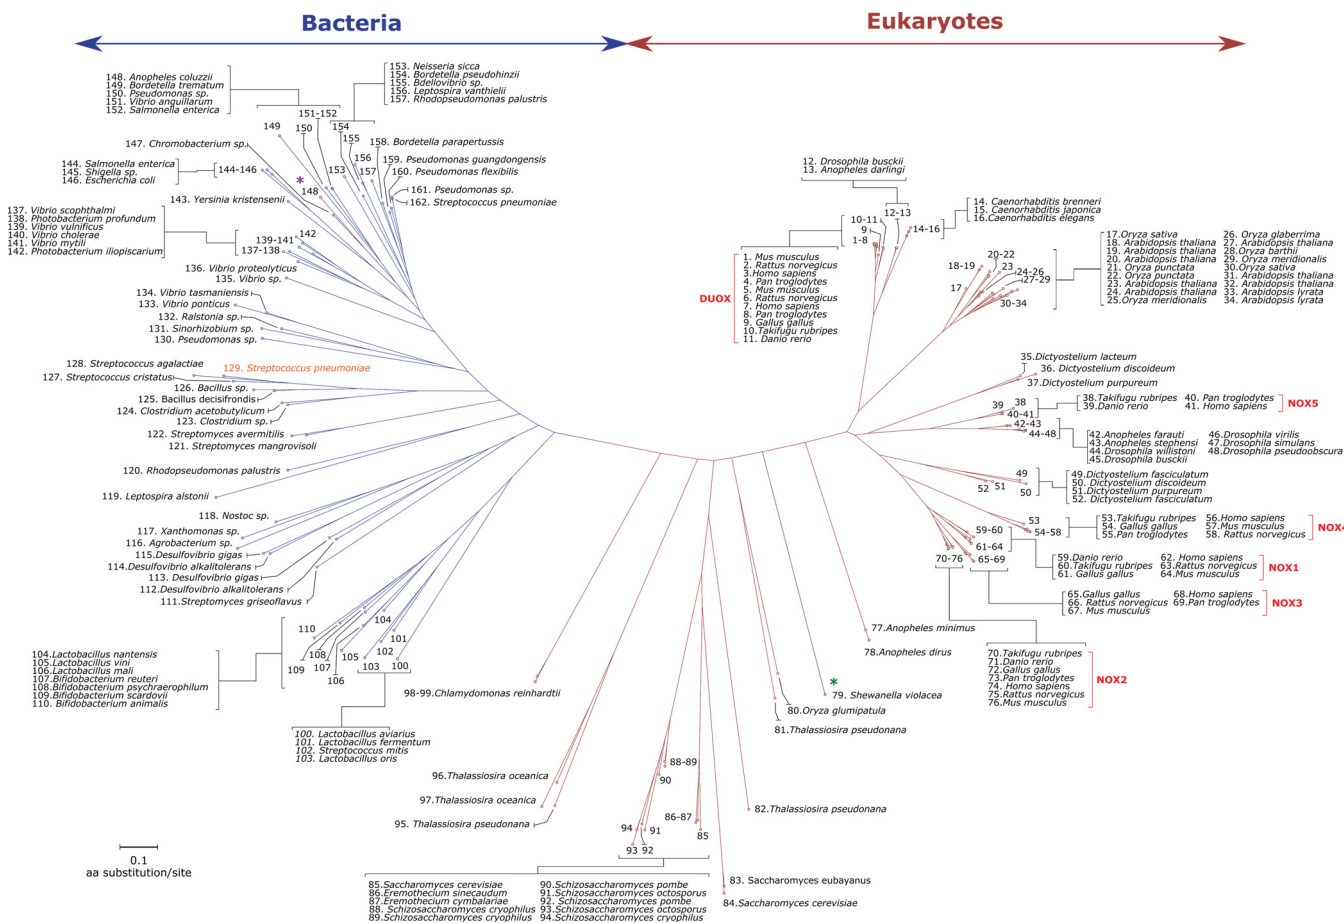 Bacteria
Eukaryotes
148. Anopheles coluzzii
149. Bordetella trematum
150. Pseudomonas sp.
151. Vibrio anguillarum
152. Salmonella enterica
153. Neisseria sicca
154. Bordetella pseudohinzii
155. Bdellovibrio sp.
156. Leptospira vanthielii
157. Rhodopseudomonas palustris
151-152
149
150
154
155
156
153
157
158. Bordetella parapertussis
159. Pseudomonas guangdongensis
160. Pseudomonas flexibilis
161. Pseudomonas sp.
162. Streptococcus pneumoniae
147. Chromobacterium sp.
144. Salmonella enterica
145. Shigella sp.
146. Escherichia coli
144-146
*
148
143. Yersinia kristensenii
137. Vibrio scophthalmi
138. Photobacterium profundum
139. Vibrio vulnificus
140. Vibrio cholerae
141. Vibrio mytili
142. Photobacterium iliopiscarium
142
139-141
137-138
136. Vibrio proteolyticus
135. Vibrio sp.
134. Vibrio tasmaniensis
133. Vibrio ponticus
132. Ralstonia sp.
131. Sinorhizobium sp.
130. Pseudomonas sp.
128. Streptococcus agalactiae
129. Streptococcus pneumoniae
127. Streptococcus cristatus
126. Bacillus sp.
125. Bacillus decisifrondis
124. Clostridium acetobutylicum
123. Clostridium sp.
122. Streptomyces avermitilis
121. Streptomyces mangrovisoli
120. Rhodopseudomonas palustris
119. Leptospira alstonii
118. Nostoc sp.
117. Xanthomonas sp.
116. Agrobacterium sp.
115.Desulfovibrio gigas
114.Desulfovibrio alkalitolerans
113. Desulfovibrio gigas
112.Desulfovibrio alkalitolerans
111.Streptomyces griseoflavus
110
104
101
109
108
107
106
105
102
103
100
104.Lactobacillus nantensis
105.Lactobacillus vini
106.Lactobacillus mali
107.Bifidobacterium reuteri
108.Bifidobacterium psychraerophilum
109.Bifidobacterium scardovii
110. Bifidobacterium animalis
100. Lactobacillus aviarius
101. Lactobacillus fermentum
102. Streptococcus mitis
103. Lactobacillus oris
98-99.Chlamydomonas reinhardtii
96.Thalassiosira oceanica
97.Thalassiosira oceanica
95. Thalassiosira pseudonana
0.1
aa substitution/site
88-89
90
86-87
94
91
85
93
92
85.Saccharomyces cerevisiae
86.Eremothecium sinecaudum
87.Eremothecium cymbalariae
88. Schizosaccharomyces cryophilus
89.Schizosaccharomyces cryophilus
90.Schizosaccharomyces pombe
91.Schizosaccharomyces octosporus
92. Schizosaccharomyces pombe
93.Schizosaccharomyces octosporus
94.Schizosaccharomyces cryophilus
83. Saccharomyces eubayanus
84.Saccharomyces cerevisiae
82.Thalassiosira pseudonana
81.Thalassiosira pseudonana
80.Oryza glumipatula
*
79. Shewanella violacea
78.Anopheles dirus
77.Anopheles minimus
12. Drosophila busckii
13. Anopheles darlingi
12-13
10-11
9
1-8
14-16
14. Caenorhabditis brenneri
15. Caenorhabditis japonica
16.Caenorhabditis elegans
DUOX
1. Mus musculus
2. Rattus norvegicus
3.Homo sapiens
4. Pan troglodytes
5. Mus musculus
6. Rattus norvegicus
7. Homo sapiens
8. Pan troglodytes
9. Gallus gallus
10.Takifugu rubripes
11. Danio rerio
20-22
18-19
23
24-26
27-29
17
30-34
17.Oryza sativa
18. Arabidopsis thaliana
19. Arabidopsis thaliana
20. Arabidopsis thaliana
21. Oryza punctata
22. Oryza punctata
23. Arabidopsis thaliana
24. Arabidopsis thaliana
25.Oryza meridionalis
26. Oryza glaberrima
27. Arabidopsis thaliana
28.Oryza barthii
29. Oryza meridionalis
30.Oryza sativa
31. Arabidopsis thaliana
32. Arabidopsis thaliana
33. Arabidopsis lyrata
34. Arabidopsis lyrata
35.Dictyostelium lacteum
36. Dictyostelium discoideum
37.Dictyostelium purpureum
39
38
40-41
38.Takifugu rubripes
39.Danio rerio
40. Pan troglodytes
41. Homo sapiens
NOX5
42-43
44-48
42.Anopheles farauti
43.Anopheles stephensi
44.Drosophila willistoni
45.Drosophila busckii
46.Drosophila virilis
47.Drosophila simulans
48.Drosophila pseudoobscura
49
52
51
50
49.Dictyostelium fasciculatum
50. Dictyostelium discoideum
51.Dictyostelium purpureum
52. Dictyostelium fasciculatum
53
54-58
53.Takifugu rubripes
54. Gallus gallus
55.Pan troglodytes
56.Homo sapiens
57.Mus musculus
58. Rattus norvegicus
NOX4
59-60
61-64
59.Danio rerio
60.Takifugu rubripes
61. Gallus gallus
62. Homo sapiens
63.Rattus norvegicus
64.Mus musculus
NOX1
70-76
65-69
65.Gallus gallus
66. Rattus norvegicus
67. Mus musculus
68.Homo sapiens
69.Pan troglodytes
NOX3
70.Takifugu rubripes
71.Danio rerio
72.Gallus gallus
73.Pan troglodytes
74. Homo sapiens
75.Rattus norvegicus
76.Mus musculus
NOX2